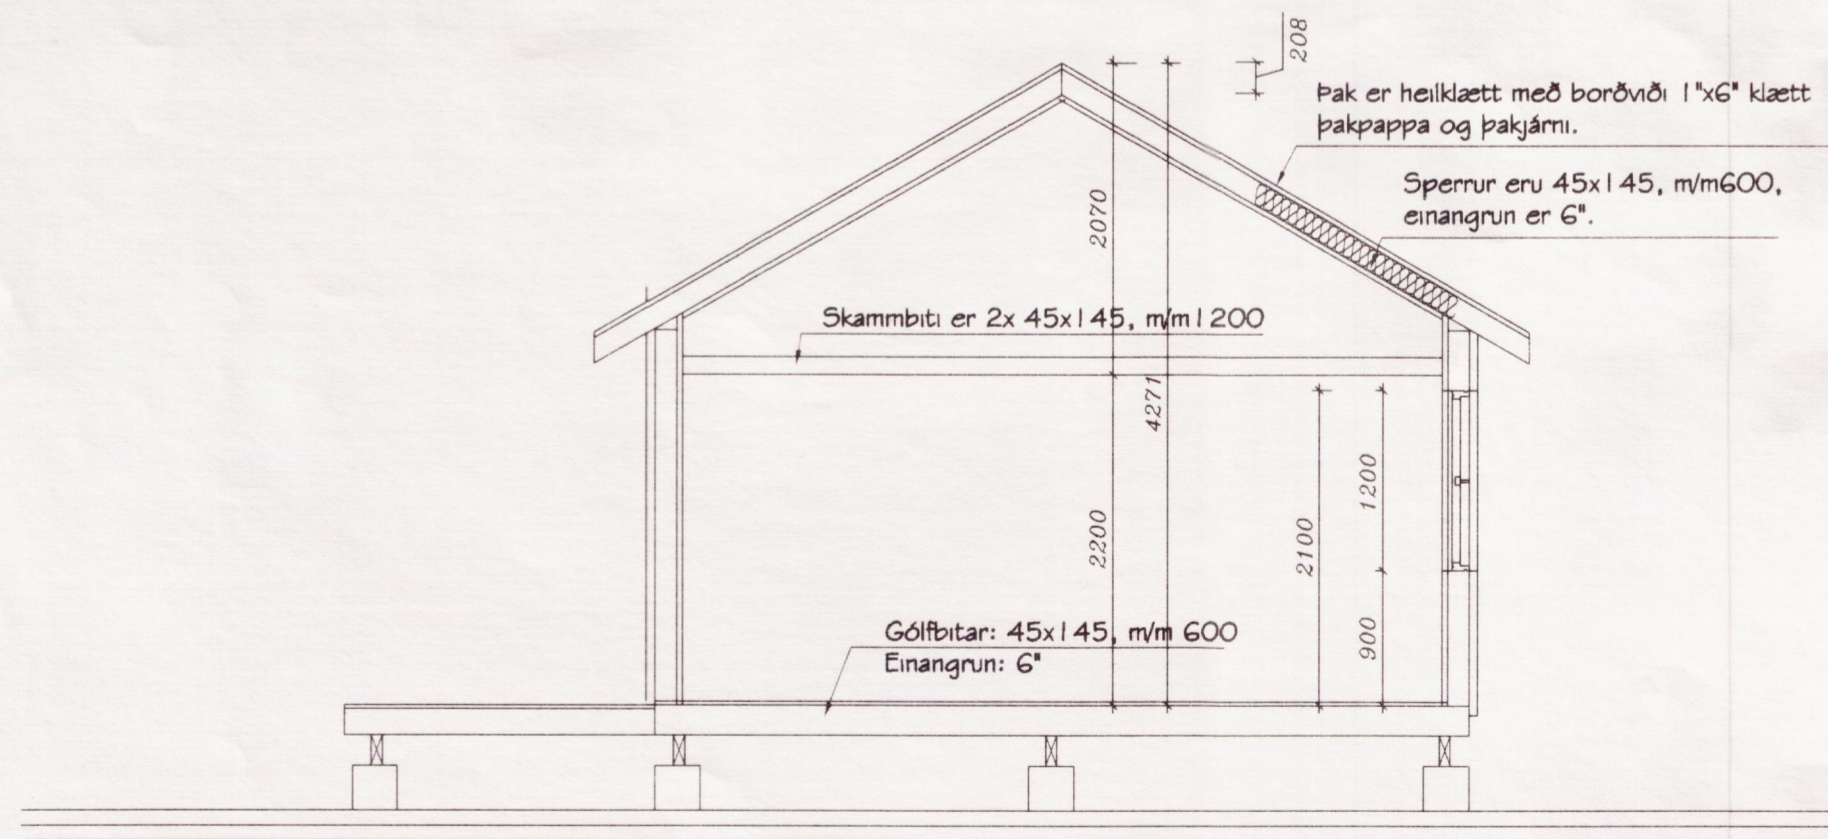 208
Þak er heilklætt með borðviði 1"x6" klætt
þakpappa og þakjárni.
Sperrur eru 45x145, m/m600,
einangrun er 6".
2070
Skammbiti er 2x 45x145, m/m1200
4271
1200
2200
2100
900
Gólfbitar: 45x145, m/m 600
Einangrun: 6"